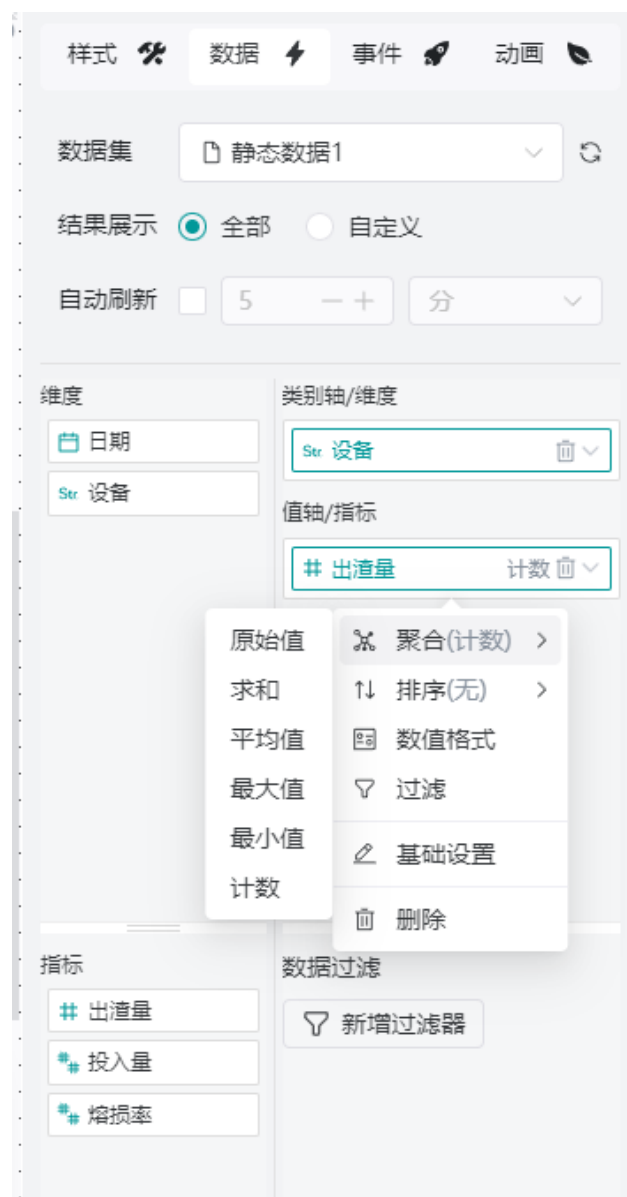 样式 数据 事件 动画
数据集 静态数据1
结果展示 全部 自定义
自动刷新 5 — + 分
维度
日期
Str 设备
类别轴/维度
Str 设备
值轴/指标
出渣量 计数
原始值
求和
平均值
最大值
最小值
计数
聚合(计数)
排序(无)
数值格式
过滤
基础设置
删除
指标
出渣量
投入量
熔损率
数据过滤
新增过滤器